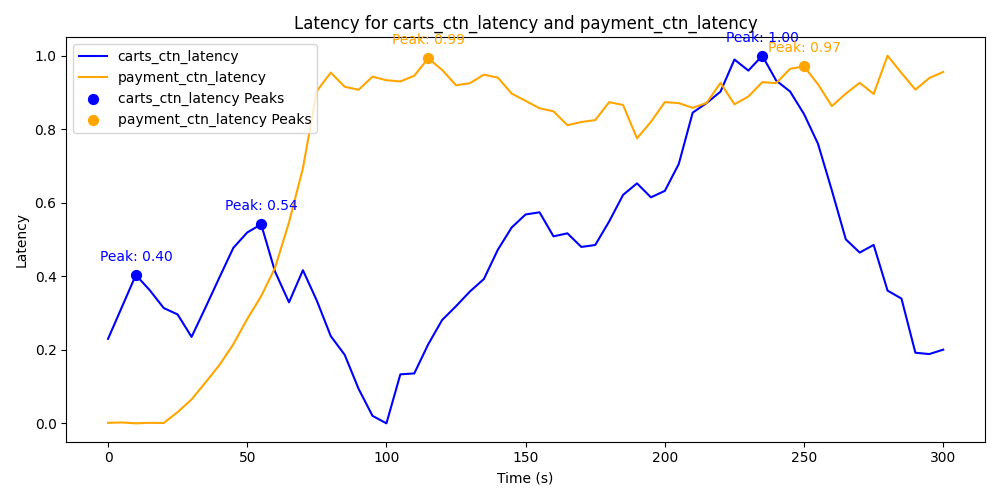 Latency for carts_ctn_latency and payment_ctn_latency
Peak: 0.99
Peak: 1.00
Peak: 0.97
carts_ctn_latency
payment_ctn_latency
carts_ctn_latency Peaks
payment_ctn_latency Peaks
Peak: 0.54
Peak: 0.40
Latency
1.0
0.8
0.6
0.4
0.2
0.0
0 50 100 150 200 250 300
Time (s)